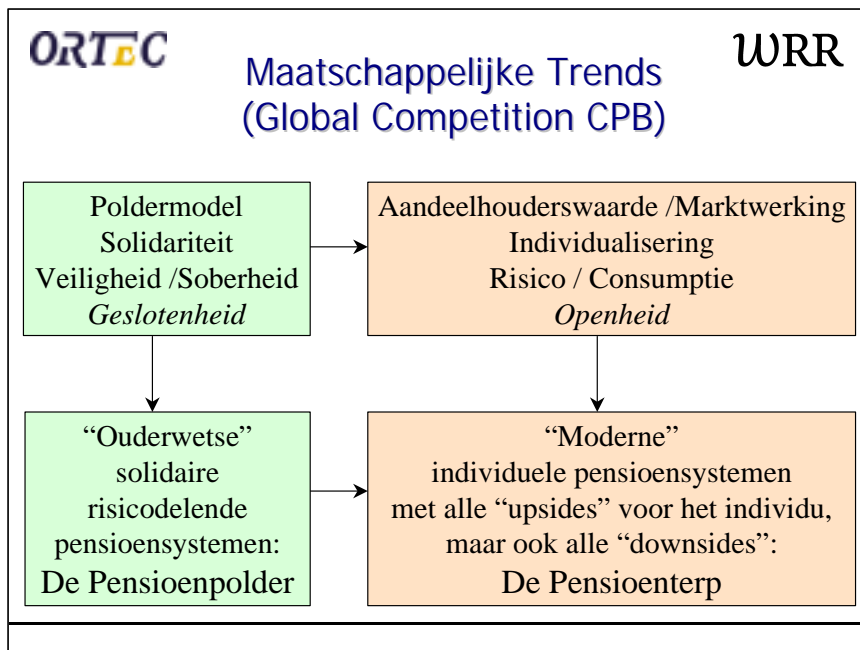 ORTEC
WRR
Maatschappelijke Trends
(Global Competition CPB)
Poldermodel
Solidariteit
Veiligheid /Soberheid
Geslotenheid
Aandeelhouderswaarde /Marktwerking
Individualisering
Risico / Consumptie
Openheid
“Ouderwetse”
solidaire
risicodelende
pensioensystemen:
De Pensioenpolder
“Moderne”
individuele pensioensystemen
met alle “upsides” voor het individu,
maar ook alle “downsides”:
De Pensioenterp